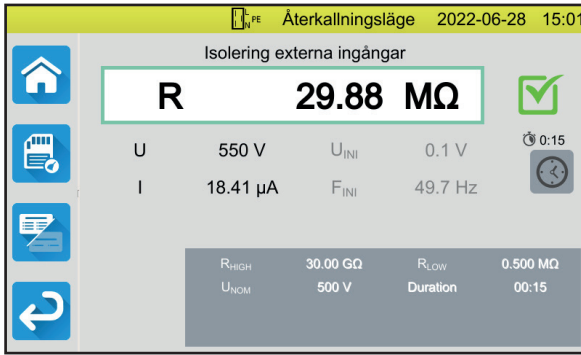 L N PE Återkallningsläge 2022-06-28 15:01
Isolering externa ingångar
R 29.88 MΩ
0:15
U 550 V U_INI 0.1 V
I 18.41 µA F_INI 49.7 Hz
R_HIGH 30.00 GΩ R_LOW 0.500 MΩ
U_NOM 500 V Duration 00:15